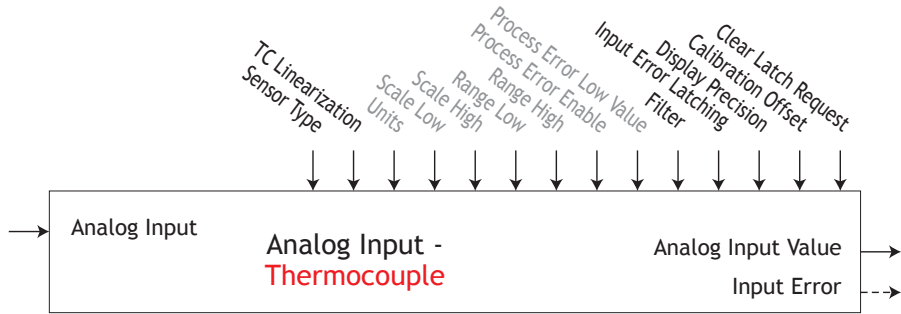 Sensor Type
TC Linearization
Units
Scale Low
Scale High
Range Low
Range High
Process Error Enable
Process Error Low Value
Filter
Input Error Latching
Display Precision
Calibration Offset
Clear Latch Request
Analog Input
Analog Input -
Thermocouple
Analog Input Value
Input Error